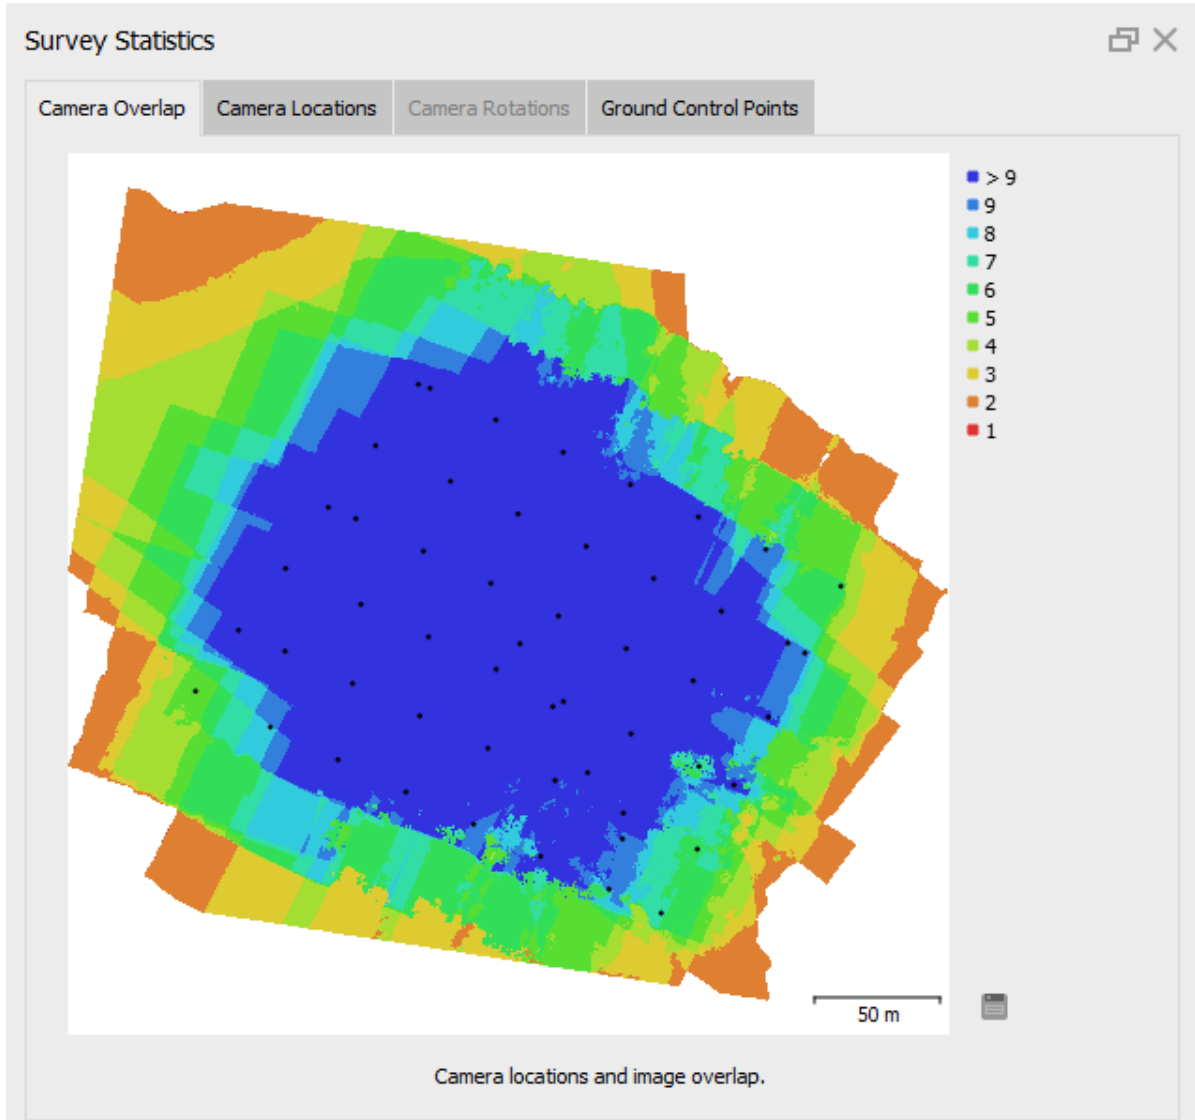 Survey Statistics
Camera Overlap Camera Locations Camera Rotations Ground Control Points
> 9
9
8
7
6
5
4
3
2
1
50 m
Camera locations and image overlap.